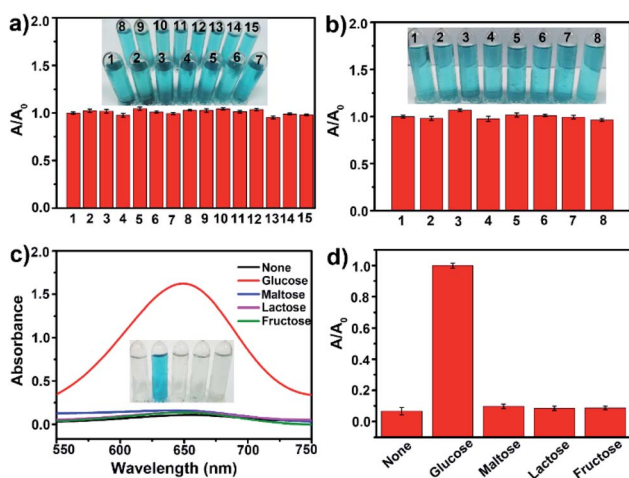 a)
8 9 10 11 12 13 14 15
1 2 3 4 5 6 7
A/A0
2.0
1.5
1.0
0.5
0.0
1 2 3 4 5 6 7 8 9 10 11 12 13 14 15
b)
1 2 3 4 5 6 7 8
A/A0
2.0
1.5
1.0
0.5
0.0
1 2 3 4 5 6 7 8
c)
None
Glucose
Maltose
Lactose
Fructose
Absorbance
2.0
1.5
1.0
0.5
0.0
550 600 650 700 750
Wavelength (nm)
d)
A/A0
1.2
1.0
0.8
0.6
0.4
0.2
0.0
None Glucose Maltose Lactose Fructose